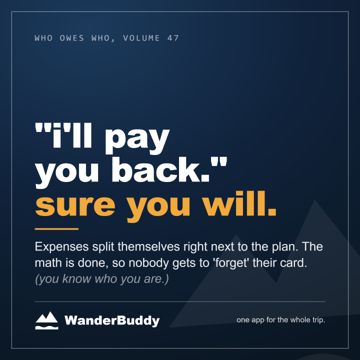 WHO OWES WHO, VOLUME 47
"i'll pay
you back."
sure you will.
Expenses split themselves right next to the plan. The
math is done, so nobody gets to 'forget' their card.
(you know who you are.)
WanderBuddy
one app for the whole trip.